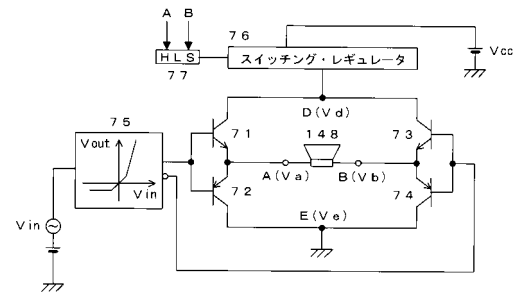 A B
76
HLS
スイッチング・レギュレータ
Vcc
77
D(Vd)
75
71
148
73
Vout
Vin
A(Va)
B(Vb)
72
74
Vin
E(Ve)